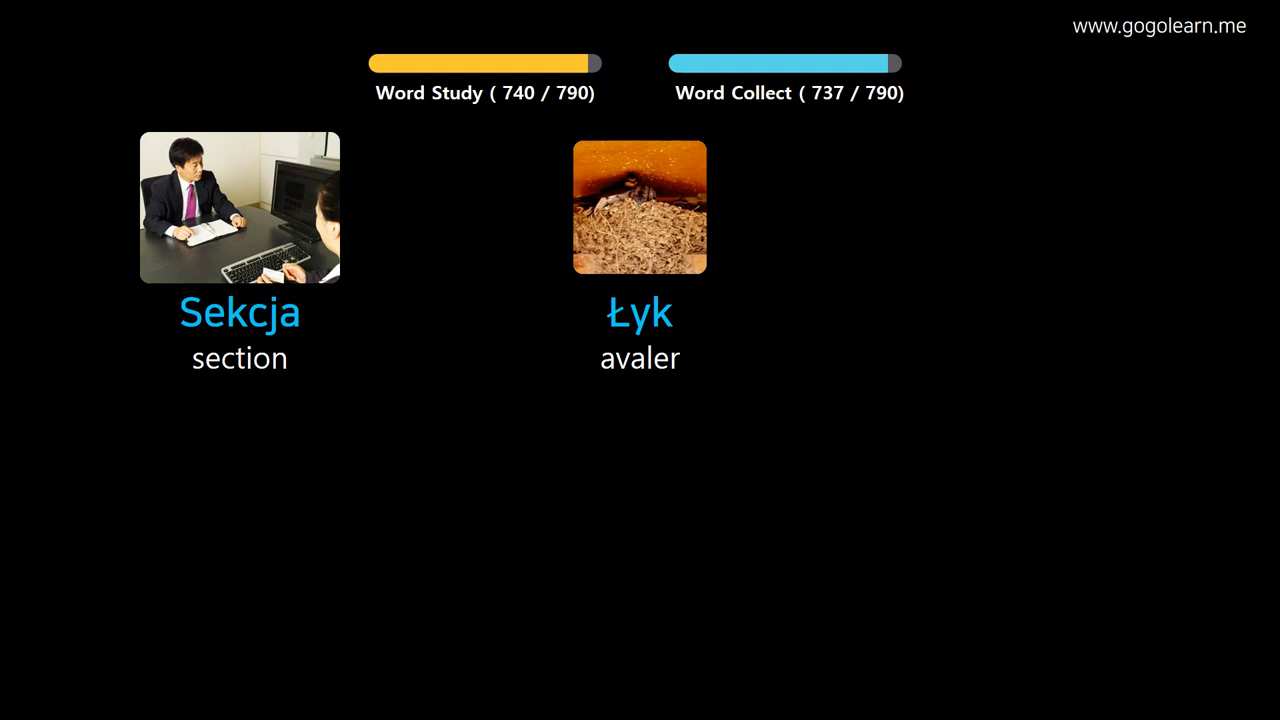 www.gogolearn.me
Word Study ( 740 / 790)
Word Collect ( 737 / 790)
Sekcja
section
Łyk
avaler